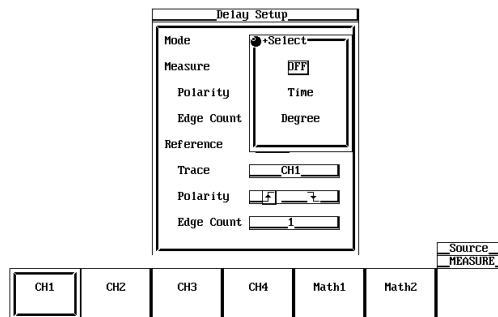 Delay Setup
Mode
+Select
Measure
OFF
Polarity
Time
Edge Count
Degree
Reference
Trace
CH1
Polarity
Edge Count
1
Source
MEASURE
CH1
CH2
CH3
CH4
Math1
Math2